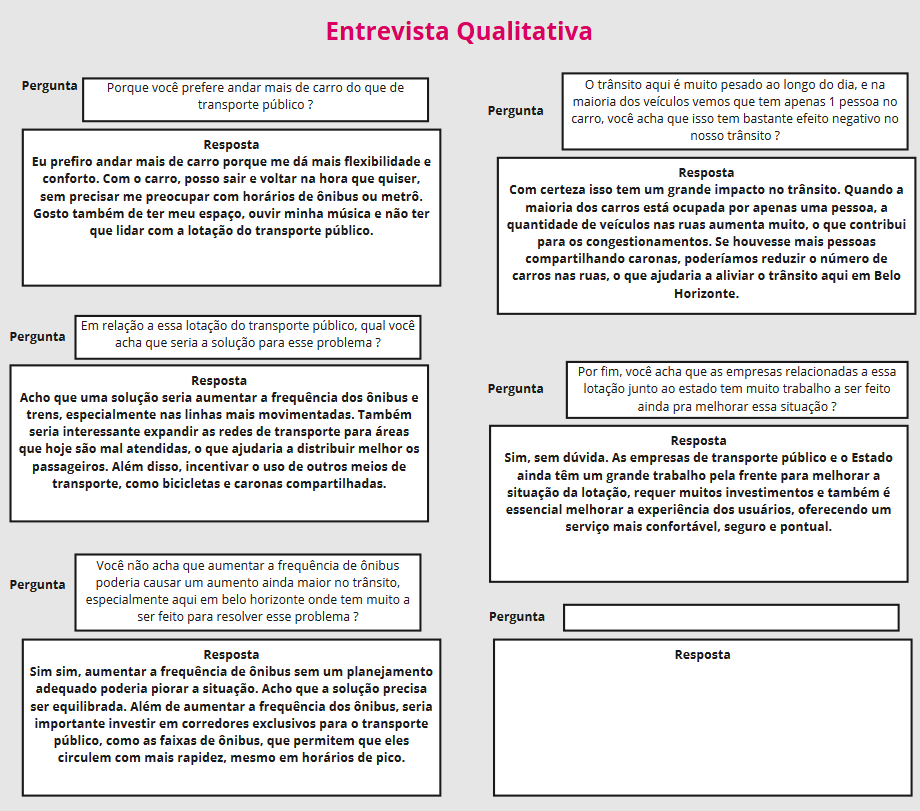 Entrevista Qualitativa
Pergunta
Porque você prefere andar mais de carro do que de
transporte público ?
Resposta
Eu prefiro andar mais de carro porque me dá mais flexibilidade e
conforto. Com o carro, posso sair e voltar na hora que quiser,
sem precisar me preocupar com horários de ônibus ou metrô.
Gosto também de ter meu espaço, ouvir minha música e não ter
que lidar com a lotação do transporte público.
Pergunta
Em relação a essa lotação do transporte público, qual você
acha que seria a solução para esse problema ?
Resposta
Acho que uma solução seria aumentar a frequência dos ônibus e
trens, especialmente nas linhas mais movimentadas. Também
seria interessante expandir as redes de transporte para áreas
que hoje são mal atendidas, o que ajudaria a distribuir melhor os
passageiros. Além disso, incentivar o uso de outros meios de
transporte, como bicicletas e caronas compartilhadas.
Pergunta
Você não acha que aumentar a frequência de ônibus
poderia causar um aumento ainda maior no trânsito,
especialmente aqui em belo horizonte onde tem muito a
ser feito para resolver esse problema ?
Resposta
Sim sim, aumentar a frequência de ônibus sem um planejamento
adequado poderia piorar a situação. Acho que a solução precisa
ser equilibrada. Além de aumentar a frequência dos ônibus, seria
importante investir em corredores exclusivos para o transporte
público, como as faixas de ônibus, que permitem que eles
circulem com mais rapidez, mesmo em horários de pico.
Pergunta
O trânsito aqui é muito pesado ao longo do dia, e na
maioria dos veículos vemos que tem apenas 1 pessoa no
carro, você acha que isso tem bastante efeito negativo no
nosso trânsito ?
Resposta
Com certeza isso tem um grande impacto no trânsito. Quando a
maioria dos carros está ocupada por apenas uma pessoa, a
quantidade de veículos nas ruas aumenta muito, o que contribui
para os congestionamentos. Se houvesse mais pessoas
compartilhando caronas, poderíamos reduzir o número de
carros nas ruas, o que ajudaria a aliviar o trânsito aqui em Belo
Horizonte.
Pergunta
Por fim, você acha que as empresas relacionadas a essa
lotação junto ao estado tem muito trabalho a ser feito
ainda pra melhorar essa situação ?
Resposta
Sim, sem dúvida. As empresas de transporte público e o Estado
ainda têm um grande trabalho pela frente para melhorar a
situação da lotação, requer muitos investimentos e também é
essencial melhorar a experiência dos usuários, oferecendo um
serviço mais confortável, seguro e pontual.
Pergunta
Resposta